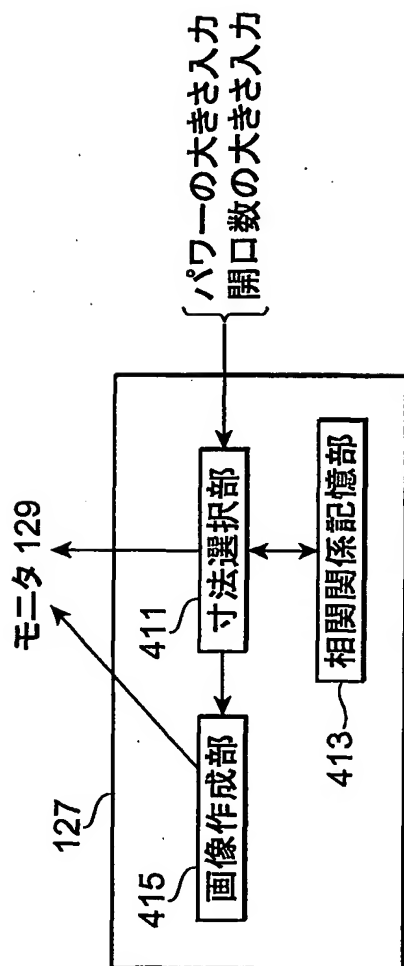 モニタ 129
127
415
画像作成部
411
寸法選択部
413
相関関係記憶部
パワーの大きさ入力
開口数の大きさ入力